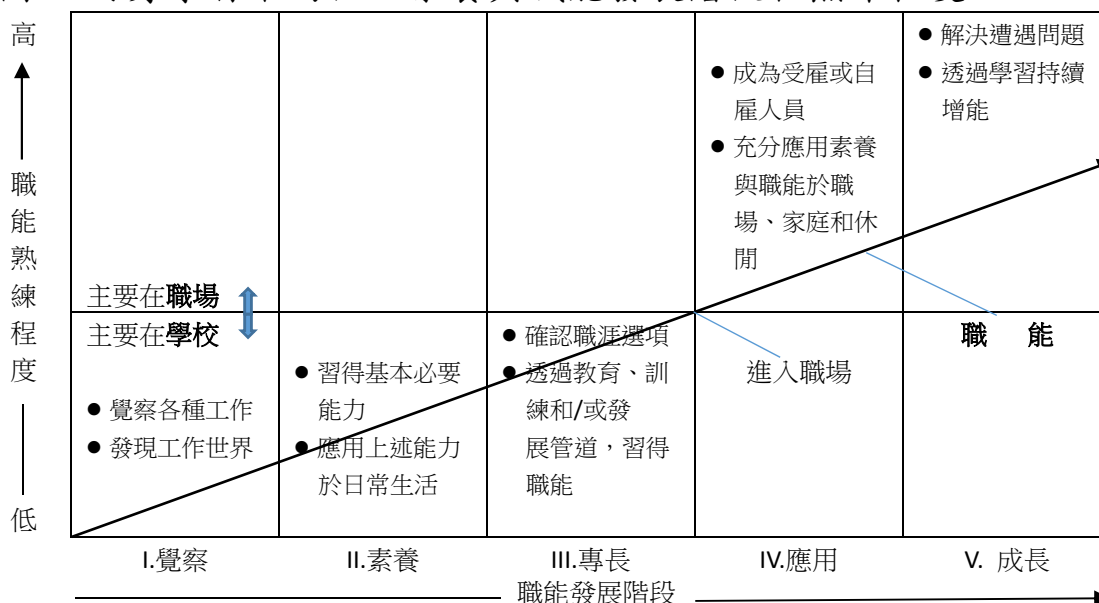 高
職
能
熟
練
程
度
低
● 解決遭遇問題
● 透過學習持續
增能
● 成為受雇或自
雇人員
● 充分應用素養
與職能於職
場、家庭和休
閒
主要在職場
主要在學校
● 覺察各種工作
● 發現工作世界
● 習得基本必要
能力
● 應用上述能力
於日常生活
● 確認職涯選項
● 透過教育、訓
練和/或發
展管道，習得
職能
進入職場
職 能
I.覺察
II.素養
III.專長
IV.應用
V. 成長
職能發展階段